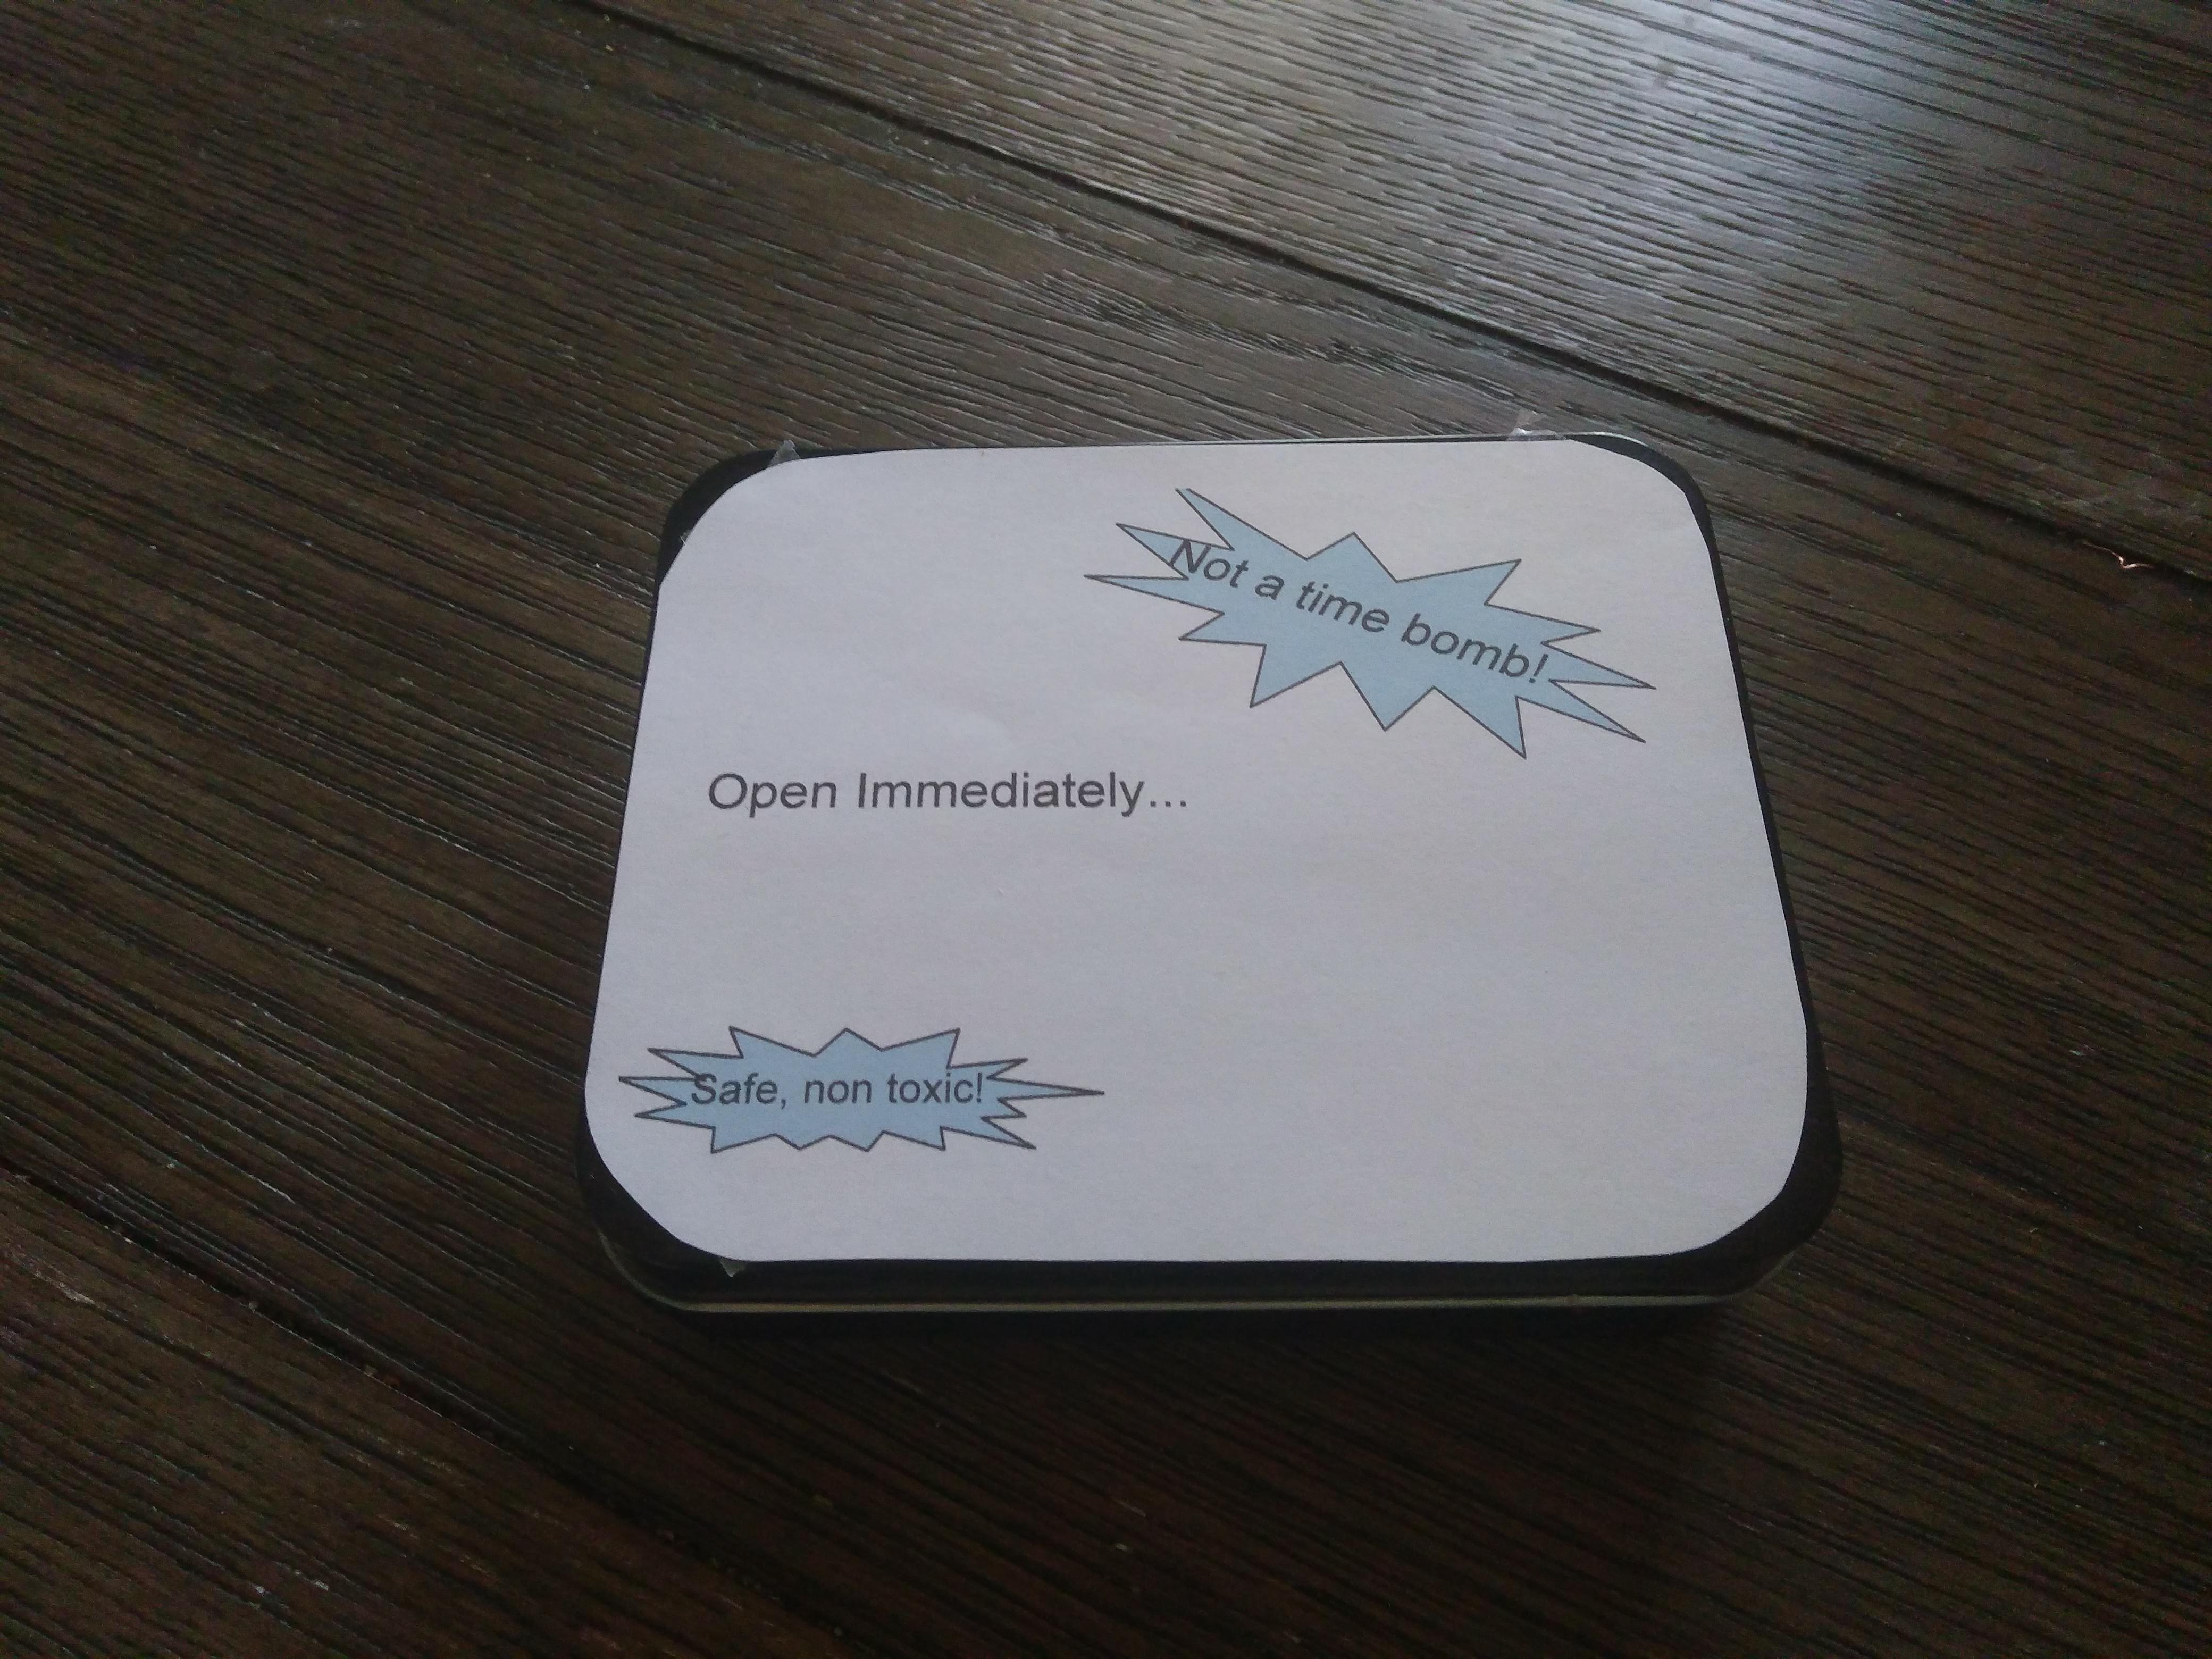 Not a time bomb!
Open Immediately...
Safe, non toxic!